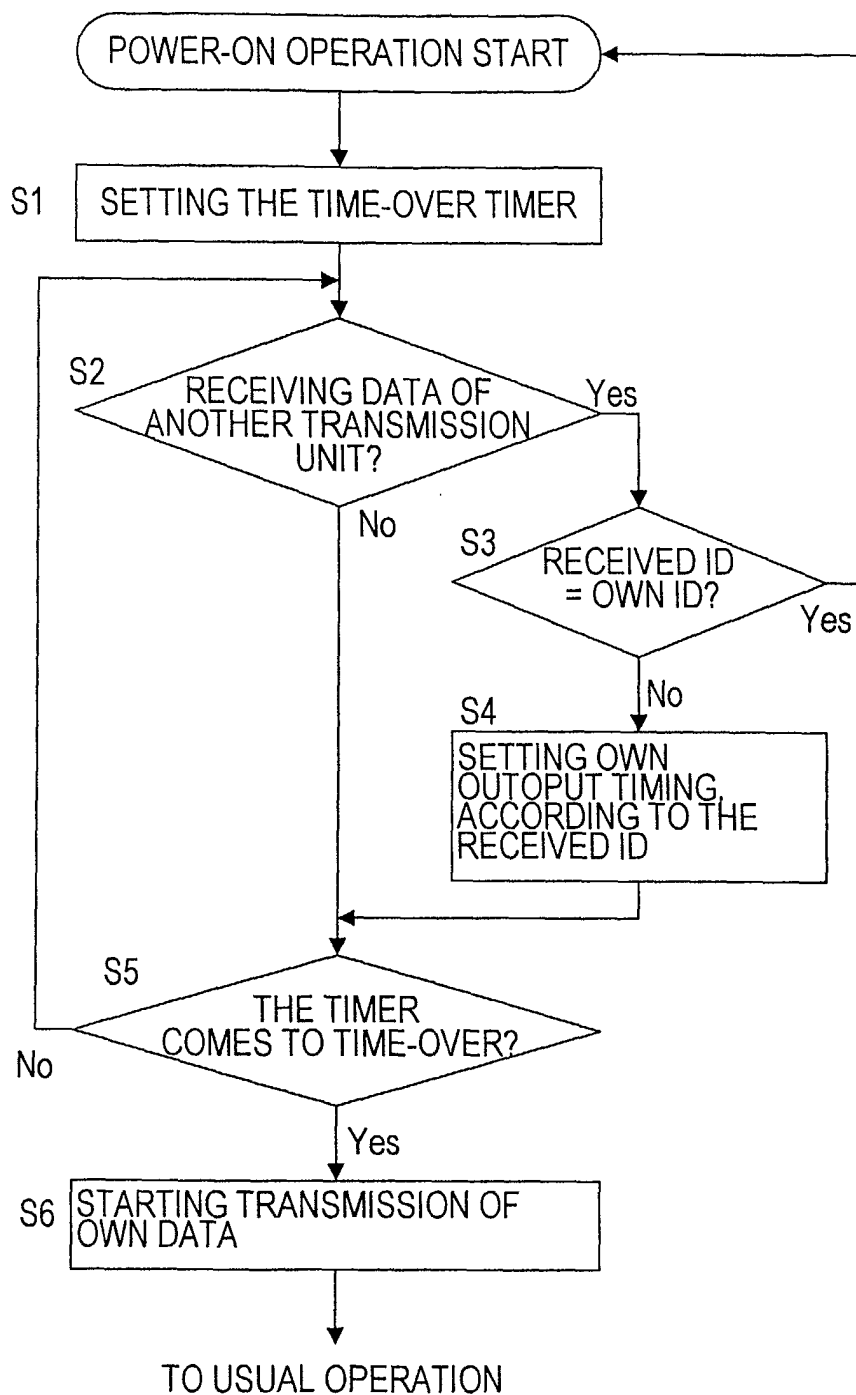 POWER-ON OPERATION START
S1
SETTING THE TIME-OVER TIMER
S2
RECEIVING DATA OF
ANOTHER TRANSMISSION
UNIT?
Yes
No
S3
RECEIVED ID
= OWN ID?
Yes
No
S4
SETTING OWN
OUTOPUT TIMING,
ACCORDING TO THE
RECEIVED ID
S5
THE TIMER
COMES TO TIME-OVER?
No
Yes
S6
STARTING TRANSMISSION OF
OWN DATA
TO USUAL OPERATION